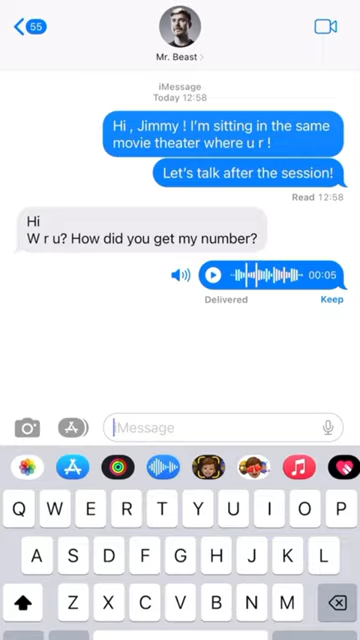 55
Mr. Beast
iMessage
Today 12:58
Hi , Jimmy ! I'm sitting in the same
movie theater where u r !
Let's talk after the session!
Read 12:58
Hi
W r u? How did you get my number?
00:05
Delivered Keep
iMessage
Q W E R T Y U I O P
A S D F G H J K L
Z X C V B N M